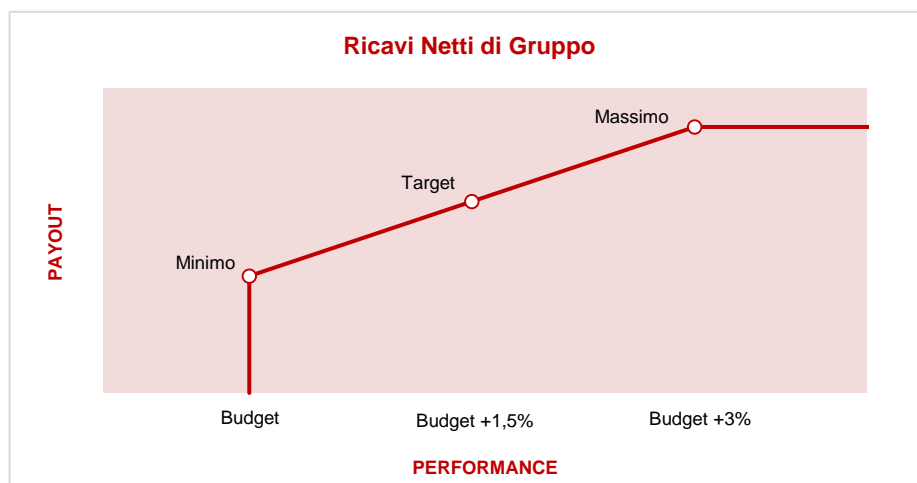 Ricavi Netti di Gruppo
Massimo
Target
Minimo
PAYOUT
Budget
Budget +1,5%
Budget +3%
PERFORMANCE